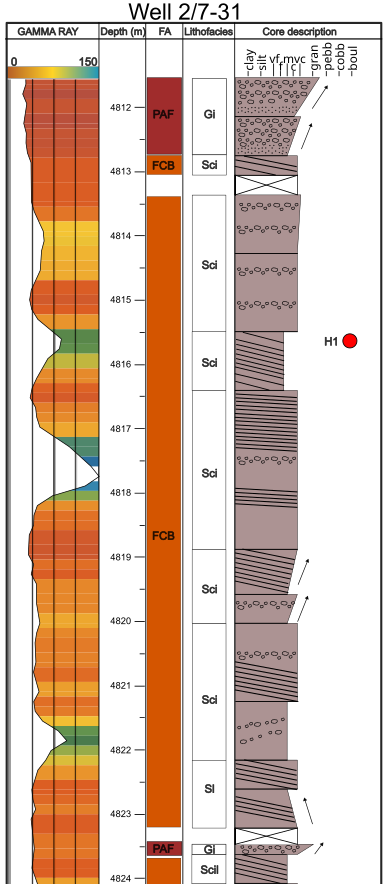 Well 2/7-31
GAMMA RAY Depth (m) FA Lithofacies Core description
0 150
clay silt vf f m c vc gran pebb cobb boul
4812 PAF Gi
4813 FCB Sci
4814
Sci
4815
H1
4816 Sci
4817
Sci
4818
FCB
4819
Sci
4820
4821
Sci
4822
Sl
4823
PAF Gi
4824 Scil